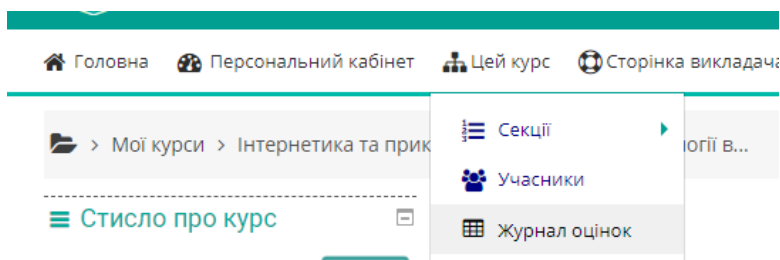 Головна Персональний кабінет Цей курс Сторінка викладача
> Мої курси > Інтернетика та прик
огії в...
Секції
Учасники
Стисло про курс
Журнал оцінок